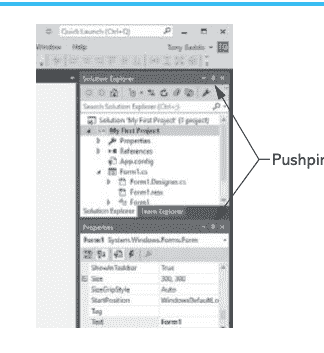 Quick Launch (Ctrl+Q)
Window Help Tony Gaddis
Solution Explorer
Search Solution Explorer (Ctrl+;)
Solution 'My First Project' (1 project)
My First Project
Properties
References
App.config
Form1.cs
Form1.Designer.cs
Form1.resx
Form1
Solution Explorer Team Explorer
Properties
Form1 System.Windows.Forms.Form
ShowInTaskbar True
Size 300, 300
SizeGripStyle Auto
StartPosition WindowsDefaultLo
Tag
Text Form1
Pushpin